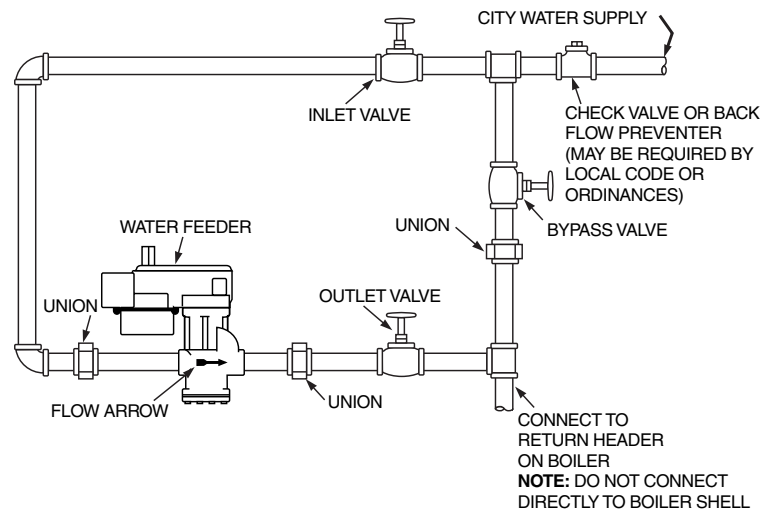 CITY WATER SUPPLY
INLET VALVE
CHECK VALVE OR BACK
FLOW PREVENTER
(MAY BE REQUIRED BY
LOCAL CODE OR
ORDINANCES)
UNION
BYPASS VALVE
WATER FEEDER
OUTLET VALVE
UNION
FLOW ARROW
UNION
CONNECT TO
RETURN HEADER
ON BOILER
NOTE: DO NOT CONNECT
DIRECTLY TO BOILER SHELL